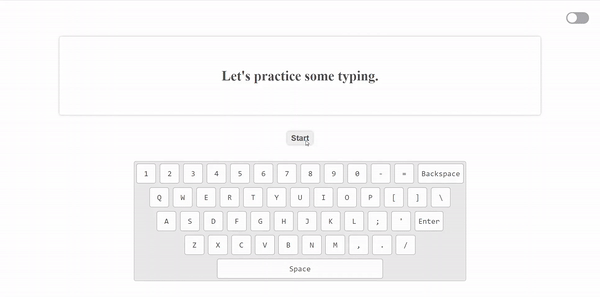 Let's practice some typing.
Start
1 2 3 4 5 6 7 8 9 0 - = Backspace
Q W E R T Y U I O P [ ] \
A S D F G H J K L ; ' Enter
Z X C V B N M , . /
Space